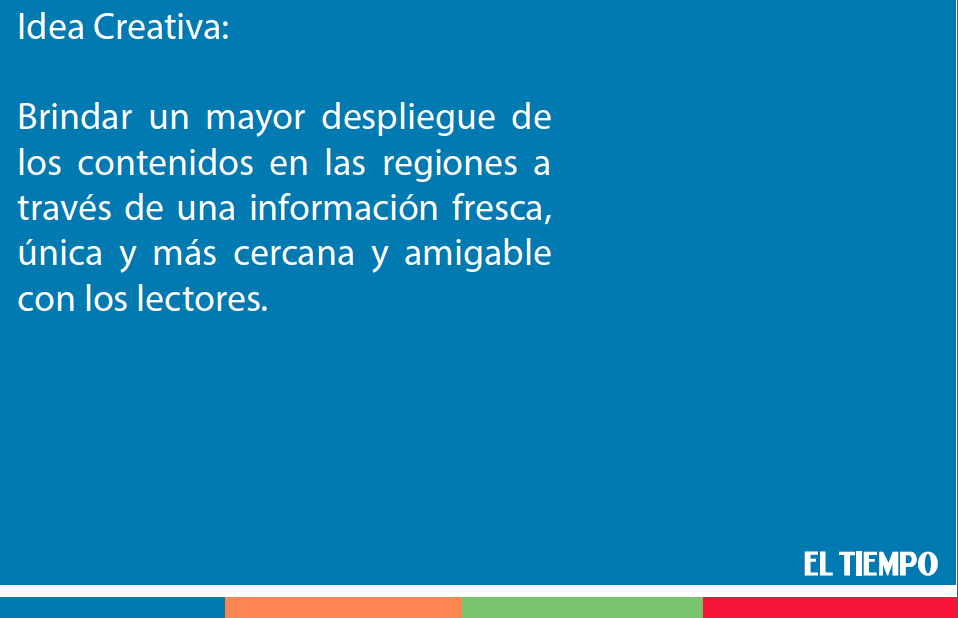 Idea Creativa:
Brindar un mayor despliegue de
los contenidos en las regiones a
través de una información fresca,
única y más cercana y amigable
con los lectores.
EL TIEMPO